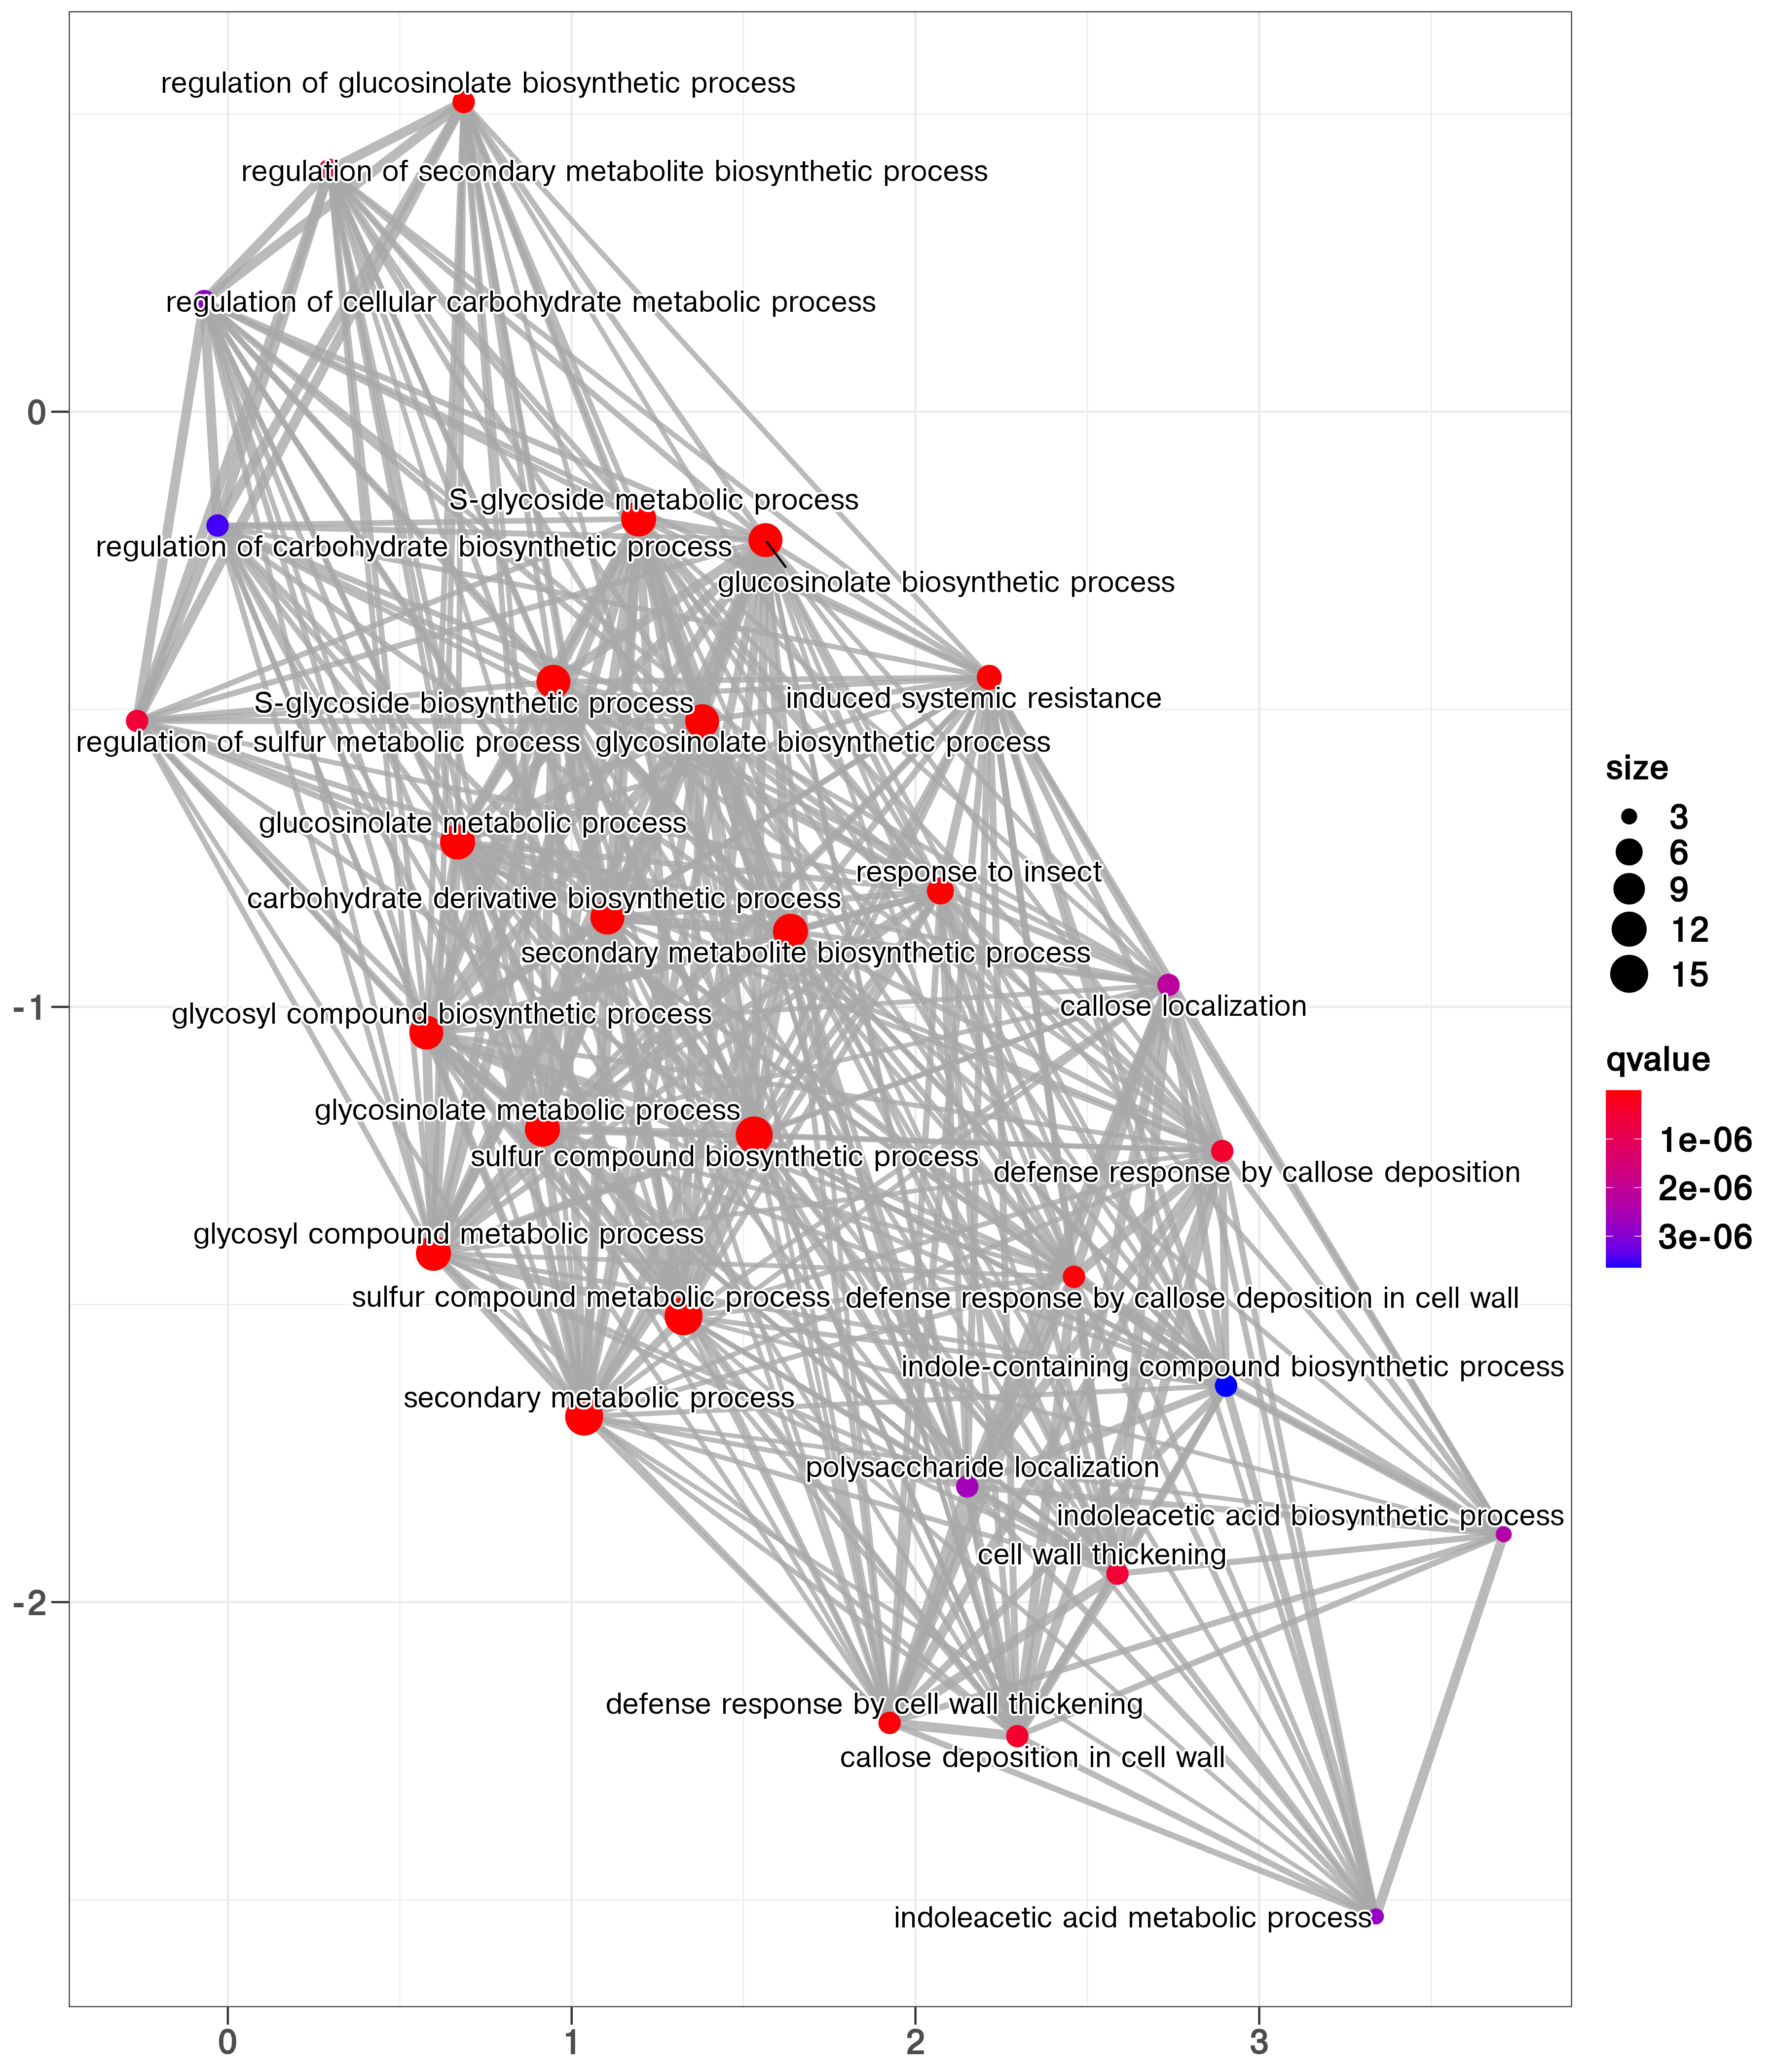 regulation of glucosinolate biosynthetic process
regulation of secondary metabolite biosynthetic process
regulation of cellular carbohydrate metabolic process
0
S-glycoside metabolic process
regulation of carbohydrate biosynthetic process
glucosinolate biosynthetic process
S-glycoside biosynthetic process
induced systemic resistance
regulation of sulfur metabolic process
glycosinolate biosynthetic process
glucosinolate metabolic process
response to insect
carbohydrate derivative biosynthetic process
secondary metabolite biosynthetic process
-1
callose localization
glycosyl compound biosynthetic process
glycosinolate metabolic process
sulfur compound biosynthetic process
defense response by callose deposition
glycosyl compound metabolic process
sulfur compound metabolic process
defense response by callose deposition in cell wall
indole-containing compound biosynthetic process
secondary metabolic process
polysaccharide localization
indoleacetic acid biosynthetic process
cell wall thickening
-2
defense response by cell wall thickening
callose deposition in cell wall
indoleacetic acid metabolic process
0
1
2
3
size
3
6
9
12
15
qvalue
1e-06
2e-06
3e-06